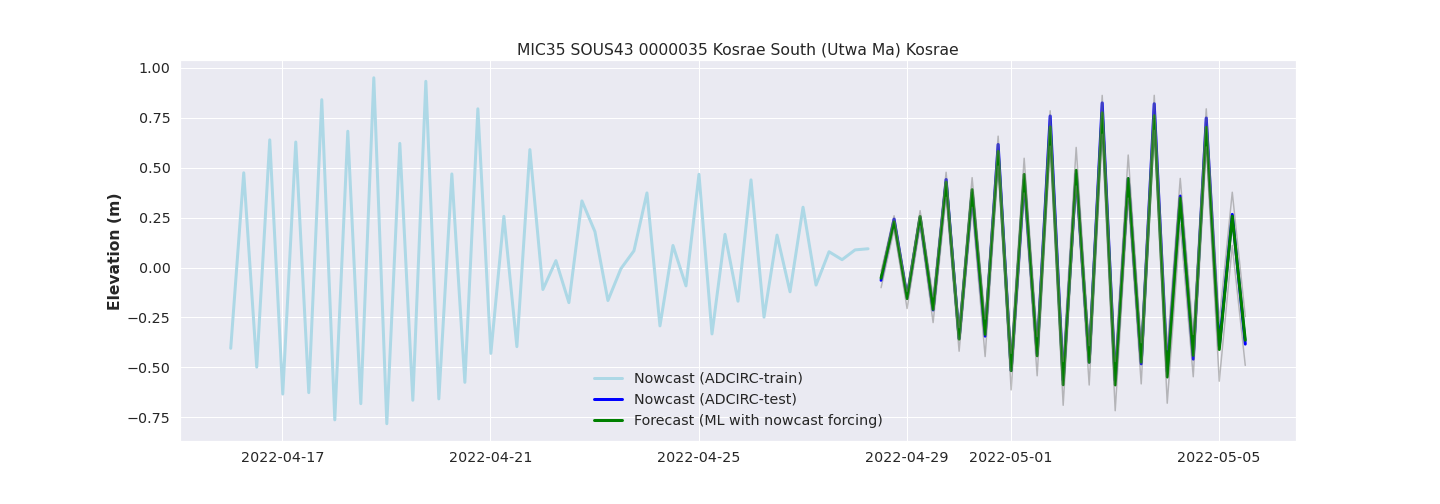 MIC35 SOUS43 0000035 Kosrae South (Utwa Ma) Kosrae
Elevation (m)
1.00
0.75
0.50
0.25
0.00
−0.25
−0.50
−0.75
Nowcast (ADCIRC-train)
Nowcast (ADCIRC-test)
Forecast (ML with nowcast forcing)
2022-04-17 2022-04-21 2022-04-25 2022-04-29 2022-05-01 2022-05-05